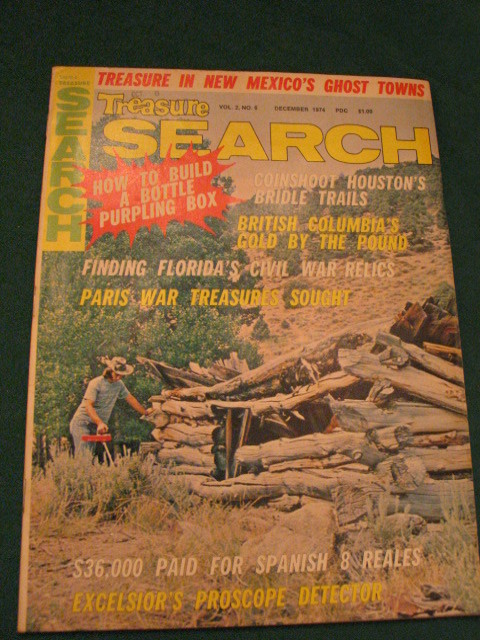 TREASURE IN NEW MEXICO'S GHOST TOWNS
SEARCH
Treasure VOL. 2, NO. 6 DECEMBER 1974 PDC $1.00
SEARCH
HOW TO BUILD
A BOTTLE
PURPLING BOX
COINSHOOT HOUSTON'S
BRIDLE TRAILS
BRITISH COLUMBIA'S
GOLD BY THE POUND
FINDING FLORIDA'S CIVIL WAR RELICS
PARIS WAR TREASURES SOUGHT
$36,000 PAID FOR SPANISH 8 REALES
EXCELSIOR'S PROSCOPE DETECTOR